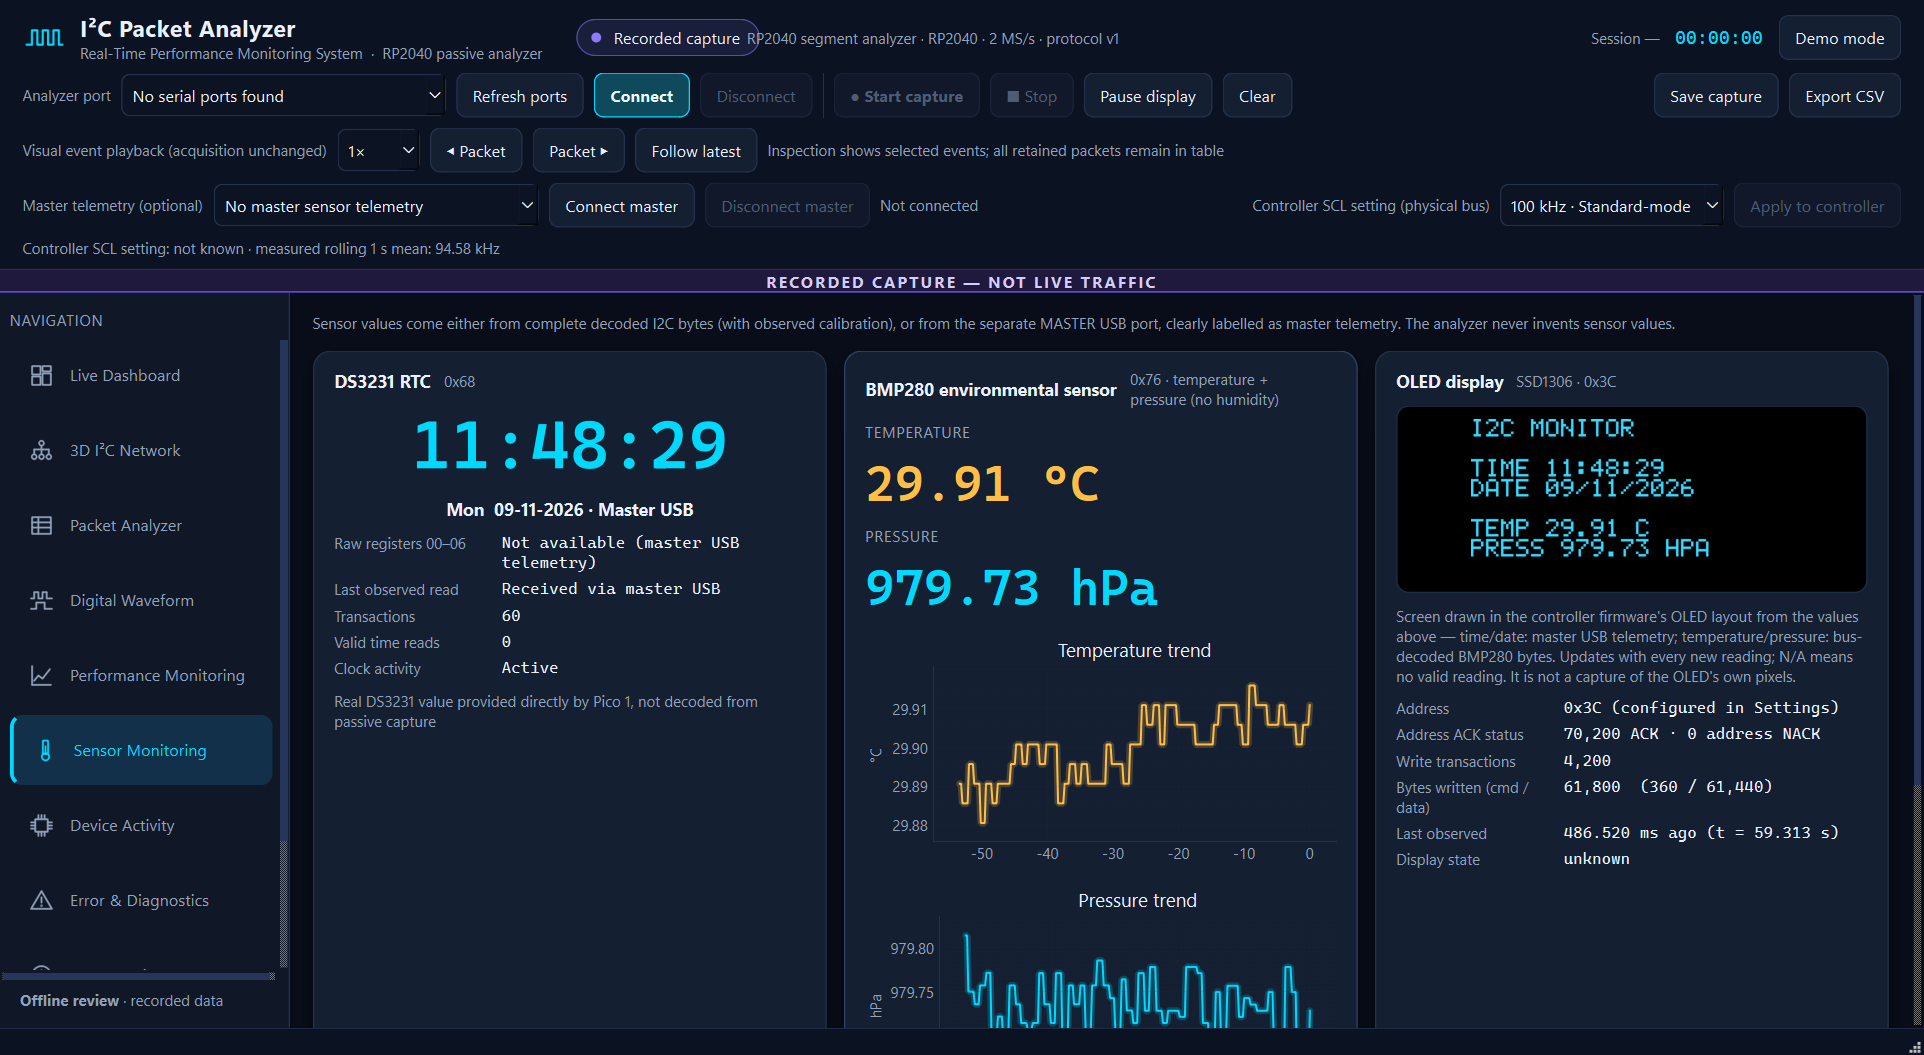 I²C Packet Analyzer
Real-Time Performance Monitoring System · RP2040 passive analyzer
Recorded capture
RP2040 segment analyzer · RP2040 · 2 MS/s · protocol v1
Session — 00:00:00 Demo mode
Analyzer port No serial ports found Refresh ports Connect Disconnect ● Start capture ■ Stop Pause display Clear Save capture Export CSV
Visual event playback (acquisition unchanged) 1× ◂ Packet Packet ▸ Follow latest Inspection shows selected events; all retained packets remain in table
Master telemetry (optional) No master sensor telemetry Connect master Disconnect master Not connected Controller SCL setting (physical bus) 100 kHz · Standard-mode Apply to controller
Controller SCL setting: not known · measured rolling 1 s mean: 94.58 kHz
RECORDED CAPTURE — NOT LIVE TRAFFIC
NAVIGATION
Live Dashboard
3D I²C Network
Packet Analyzer
Digital Waveform
Performance Monitoring
Sensor Monitoring
Device Activity
Error & Diagnostics
Offline review · recorded data
Sensor values come either from complete decoded I2C bytes (with observed calibration), or from the separate MASTER USB port, clearly labelled as master telemetry. The analyzer never invents sensor values.
DS3231 RTC 0x68
11:48:29
Mon 09-11-2026 · Master USB
Raw registers 00–06 Not available (master USB
telemetry)
Last observed read Received via master USB
Transactions 60
Valid time reads 0
Clock activity Active
Real DS3231 value provided directly by Pico 1, not decoded from
passive capture
BMP280 environmental sensor 0x76 · temperature +
pressure (no humidity)
TEMPERATURE
29.91 °C
PRESSURE
979.73 hPa
Temperature trend
29.91
29.90
29.89
29.88
°C
-50 -40 -30 -20 -10 0
Pressure trend
979.80
979.75
hPa
OLED display SSD1306 · 0x3C
I2C MONITOR
TIME 11:48:29
DATE 09/11/2026
TEMP 29.91 C
PRESS 979.73 HPA
Screen drawn in the controller firmware's OLED layout from the values
above — time/date: master USB telemetry; temperature/pressure: bus-
decoded BMP280 bytes. Updates with every new reading; N/A means
no valid reading. It is not a capture of the OLED's own pixels.
Address 0x3C (configured in Settings)
Address ACK status 70,200 ACK · 0 address NACK
Write transactions 4,200
Bytes written (cmd / 61,800 (360 / 61,440)
data)
Last observed 486.520 ms ago (t = 59.313 s)
Display state unknown